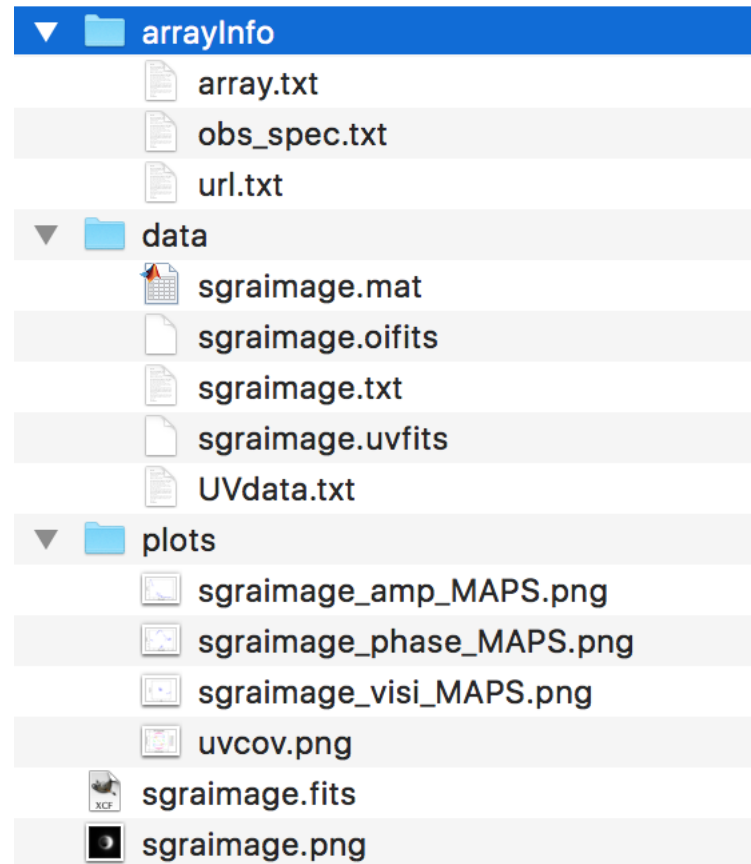 arrayInfo
array.txt
obs_spec.txt
url.txt
data
sgraimage.mat
sgraimage.oifits
sgraimage.txt
sgraimage.uvfits
UVdata.txt
plots
sgraimage_amp_MAPS.png
sgraimage_phase_MAPS.png
sgraimage_visi_MAPS.png
uvcov.png
XCF
sgraimage.fits
sgraimage.png